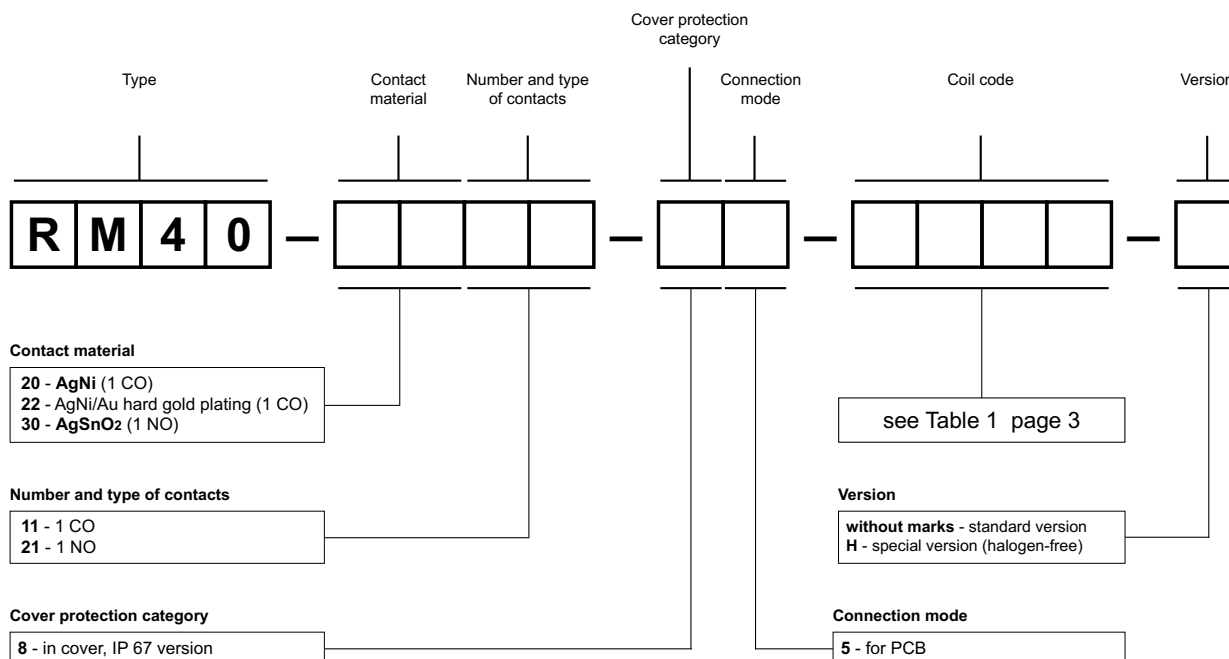 Cover protection
category
Type
Contact
material
Number and type
of contacts
Connection
mode
Coil code
Version
R M 4 0 – – – –
Contact material
20 - AgNi (1 CO)
22 - AgNi/Au hard gold plating (1 CO)
30 - AgSnO2 (1 NO)
see Table 1 page 3
Number and type of contacts
11 - 1 CO
21 - 1 NO
Version
without marks - standard version
H - special version (halogen-free)
Cover protection category
8 - in cover, IP 67 version
Connection mode
5 - for PCB